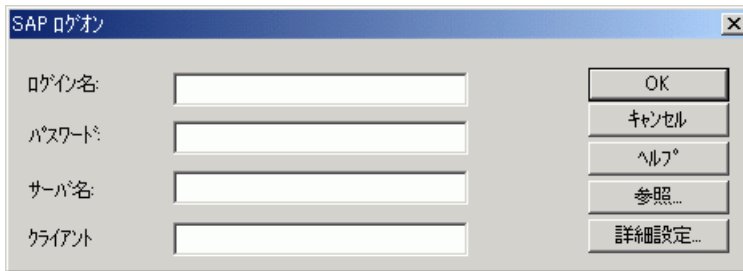 SAP ﾛｸﾞｵﾝ
ﾛｸﾞｲﾝ名:
ﾊﾟｽﾜｰﾄﾞ:
サーバ名:
ｸﾗｲｱﾝﾄ
OK
ｷｬﾝｾﾙ
ﾍﾙﾌﾟ
参照...
詳細設定...